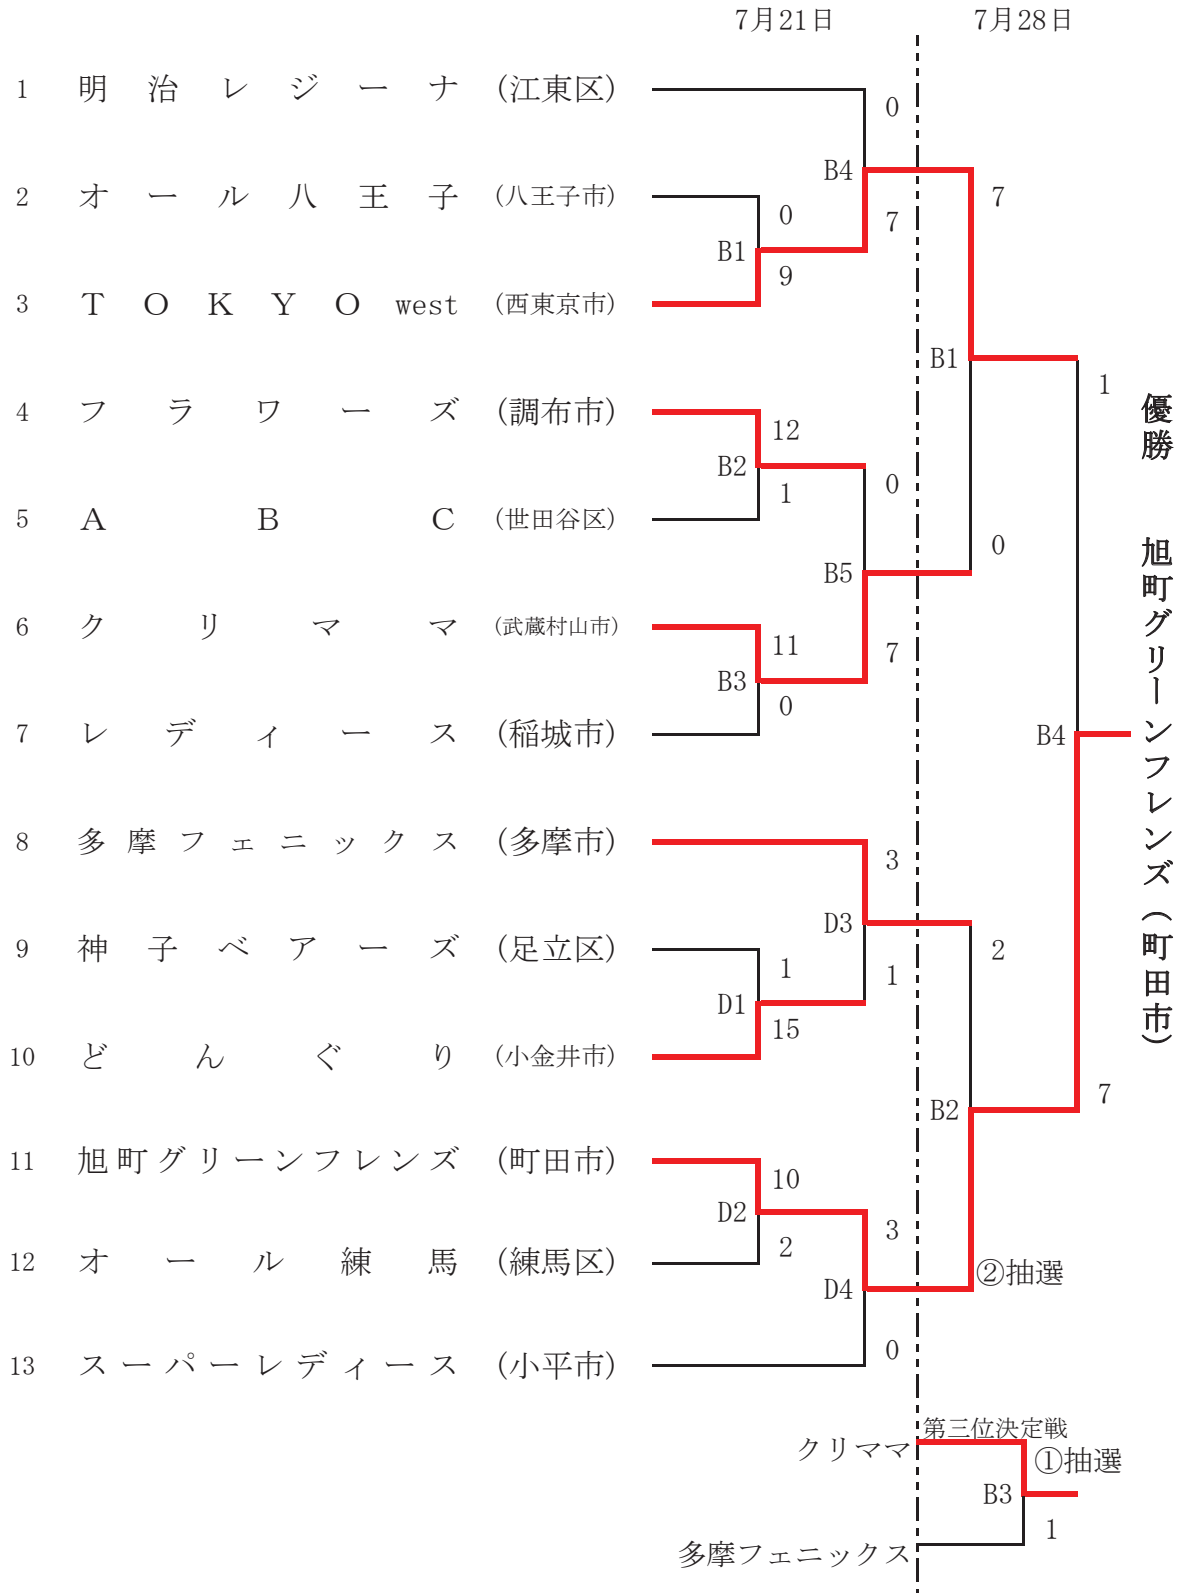 7月21日 7月28日
1 明治レジーナ (江東区)
0
B4
2 オール八王子 (八王子市)
0
7
7
B1
9
3 TOKYO west (西東京市)
B1
1
4 フラワーズ (調布市)
12
B2
1
0
5 ABC (世田谷区)
0
B5
6 クリママ (武蔵村山市)
11
7
B3
0
7 レディース (稲城市)
B4
優勝 旭町グリーンフレンズ(町田市)
8 多摩フェニックス (多摩市)
3
D3
2
9 神子ベアーズ (足立区)
1
1
D1
15
10 どんぐり (小金井市)
7
B2
11 旭町グリーンフレンズ (町田市)
10
D2
3
2
12 オール練馬 (練馬区)
②抽選
D4
0
13 スーパーレディース (小平市)
第三位決定戦
クリママ
①抽選
B3
1
多摩フェニックス